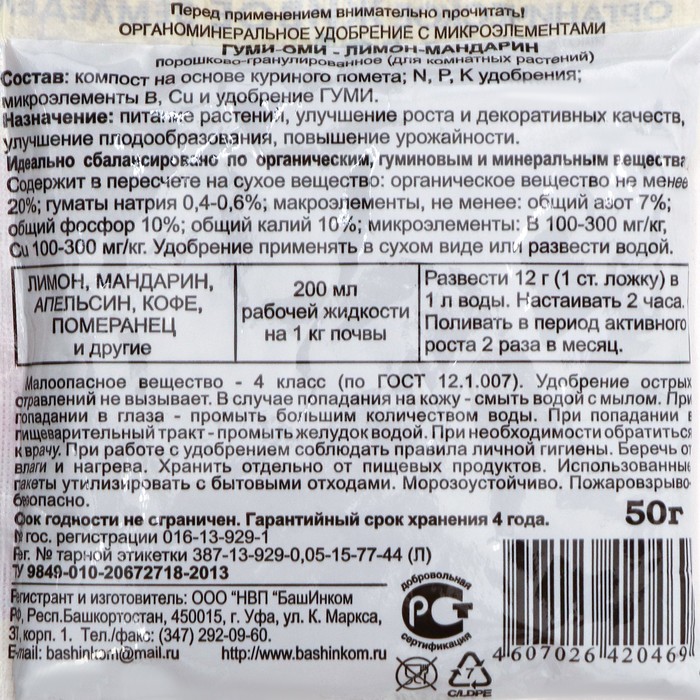 Перед применением внимательно прочитать!
ОРГАНОМИНЕРАЛЬНОЕ УДОБРЕНИЕ С МИКРОЭЛЕМЕНТАМИ
ГУМИ-ОМИ - ЛИМОН-МАНДАРИН
порошково-гранулированное (для комнатных растений)
Состав: компост на основе куриного помета; N, P, K удобрения;
микроэлементы B, Cu и удобрение ГУМИ.
Назначение: питание растений, улучшение роста и декоративных качеств,
улучшение плодообразования, повышение урожайности.
Идеально сбалансировано по органическим, гуминовым и минеральным веществам
Содержит в пересчете на сухое вещество: органическое вещество не менее
20%; гуматы натрия 0,4-0,6%; макроэлементы, не менее: общий азот 7%;
общий фосфор 10%; общий калий 10%; микроэлементы: B 100-300 мг/кг,
Cu 100-300 мг/кг. Удобрение применять в сухом виде или развести водой.
ЛИМОН, МАНДАРИН,
АПЕЛЬСИН, КОФЕ,
ПОМЕРАНЕЦ
и другие
200 мл
рабочей жидкости
на 1 кг почвы
Развести 12 г (1 ст. ложку) в
1 л воды. Настаивать 2 часа.
Поливать в период активного
роста 2 раза в месяц.
Малоопасное вещество - 4 класс (по ГОСТ 12.1.007). Удобрение острых
отравлений не вызывает. В случае попадания на кожу - смыть водой с мылом. При
попадании в глаза - промыть большим количеством воды. При попадании в
пищеварительный тракт - промыть желудок водой. При необходимости обратиться
к врачу. При работе с удобрением соблюдать правила личной гигиены. Беречь от
влаги и нагрева. Хранить отдельно от пищевых продуктов. Использованные
пакеты утилизировать с бытовыми отходами. Морозоустойчиво. Пожаровзрыво-
безопасно.
Срок годности не ограничен. Гарантийный срок хранения 4 года. 50г
№ гос. регистрации 016-13-929-1
Рег. № тарной этикетки 387-13-929-0,05-15-77-44 (Л)
ТУ 9849-010-20672718-2013
Регистрант и изготовитель: ООО "НВП "БашИнком
РФ, Респ.Башкортостан, 450015, г. Уфа, ул. К. Маркса,
37, корп. 1. Тел./факс: (347) 292-09-60.
E-mail: bashinkom@mail.ru http://www.bashinkom.ru
добровольная
РСТ
сертификация
7
C/LDPE
4607026420469